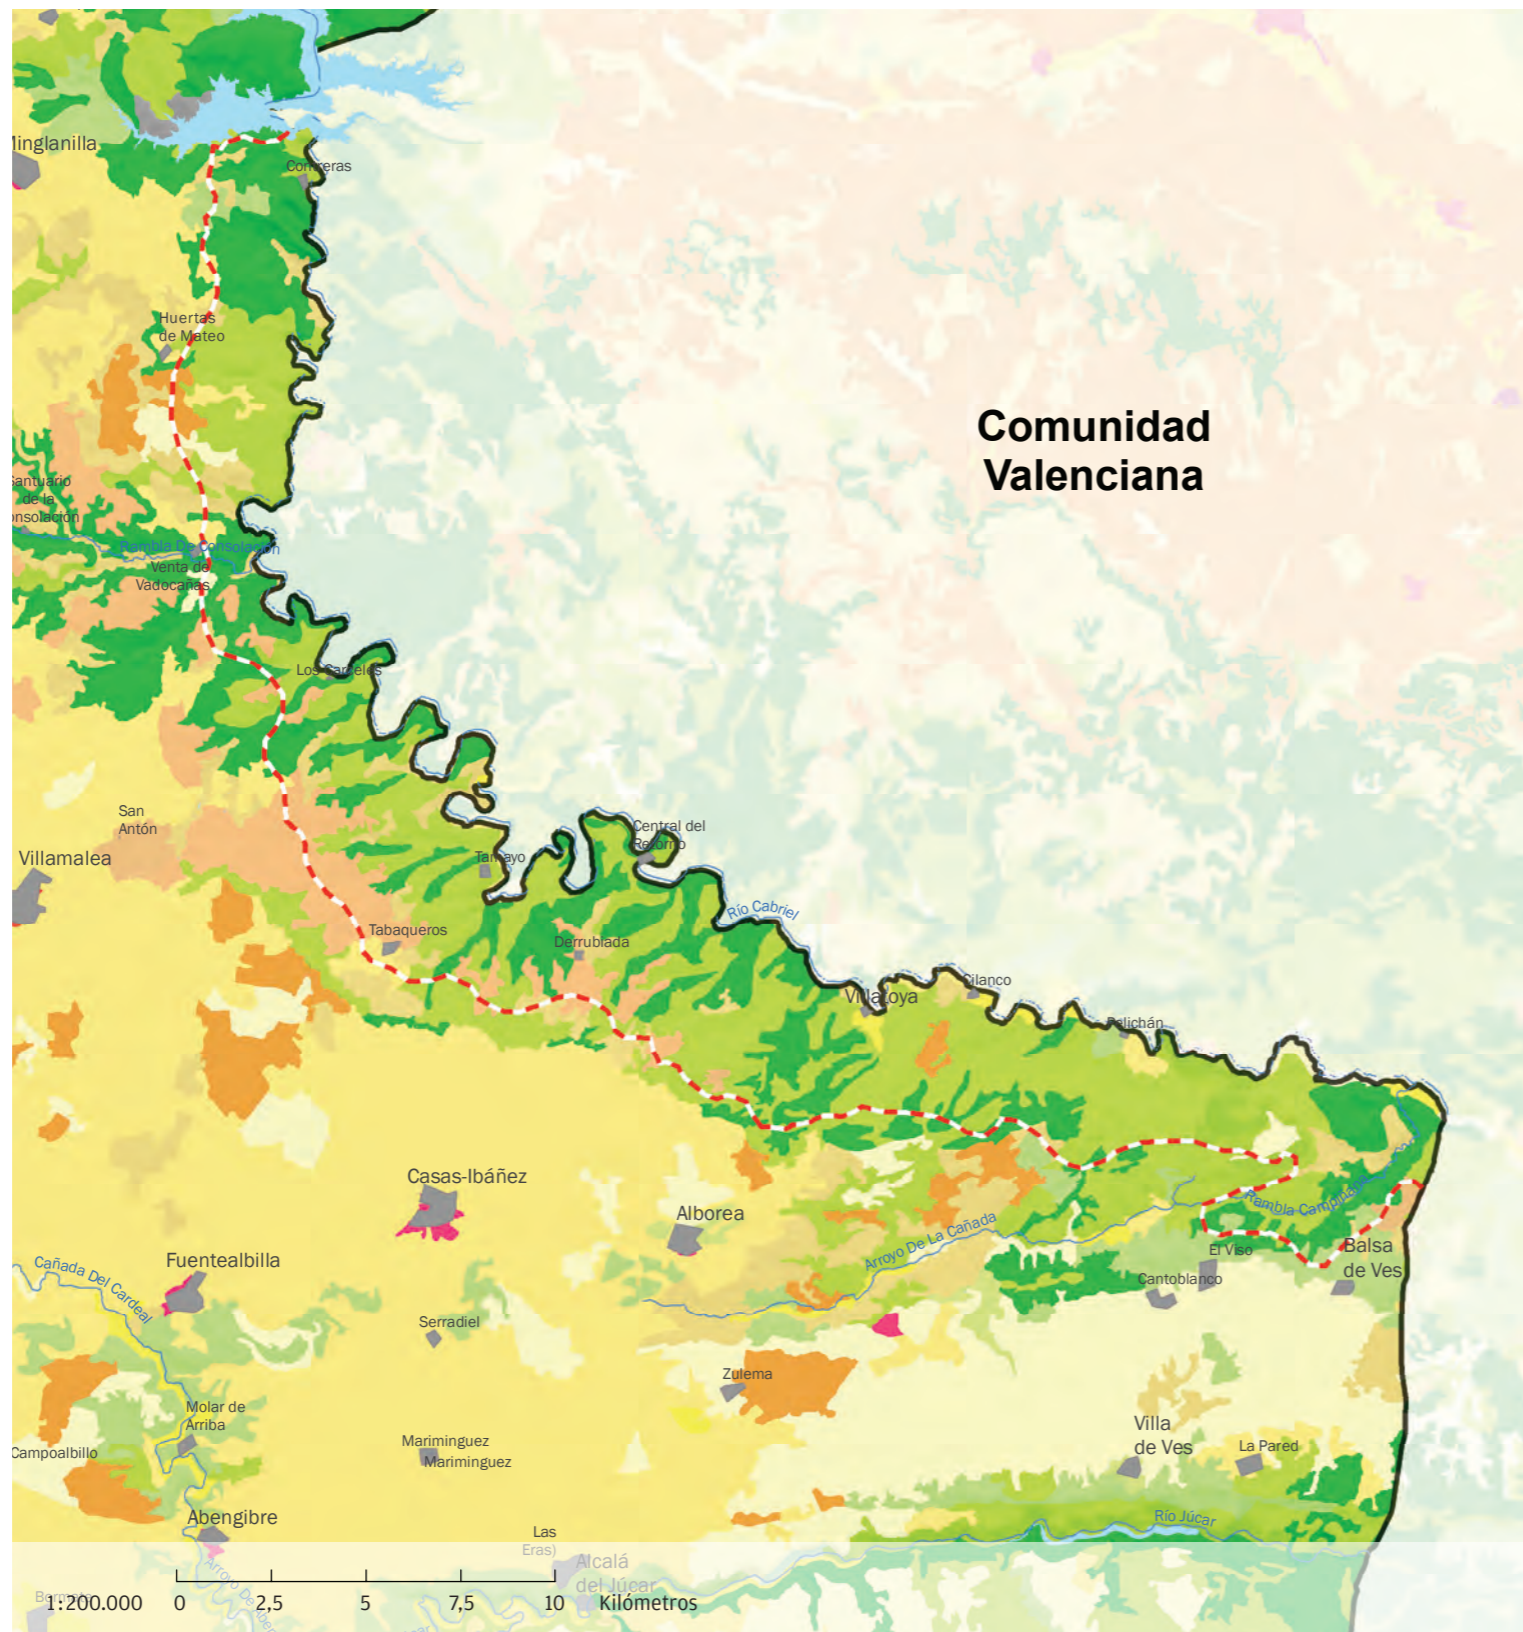 Minglanilla
Contreras
Huertas
de Mateo
Comunidad
Valenciana
Santuario
de la
Consolación
Rambla De Consolación
Venta de
Vadocañas
Los Carceles
San
Antón
Villamalea
Tamayo
Central del
Retorno
Río Cabriel
Tabaqueros
Derrubiada
Villatoya
Cilanco
Pelichán
Casas-Ibáñez
Alborea
Arroyo De La Cañada
Rambla Campinana
El Viso
Cantoblanco
Balsa
de Ves
Fuentealbilla
Cañada Del Cardeal
Serradiel
Zulema
Molar de
Arriba
Campoalbillo
Mariminguez
Mariminguez
Villa
de Ves
La Pared
Río Júcar
Abengibre
Las
Eras)
Alcalá
del Júcar
1:200.000 0 2,5 5 7,5 10 Kilómetros